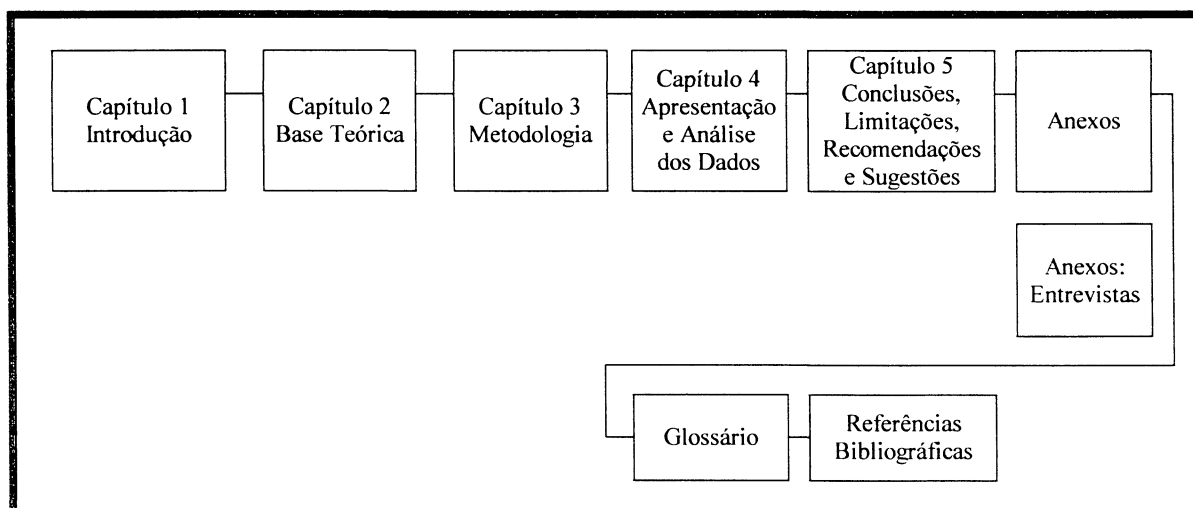 Capítulo 1
Introdução
Capítulo 2
Base Teórica
Capítulo 3
Metodologia
Capítulo 4
Apresentação
e Análise
dos Dados
Capítulo 5
Conclusões,
Limitações,
Recomendações
e Sugestões
Anexos
Anexos:
Entrevistas
Glossário
Referências
Bibliográficas